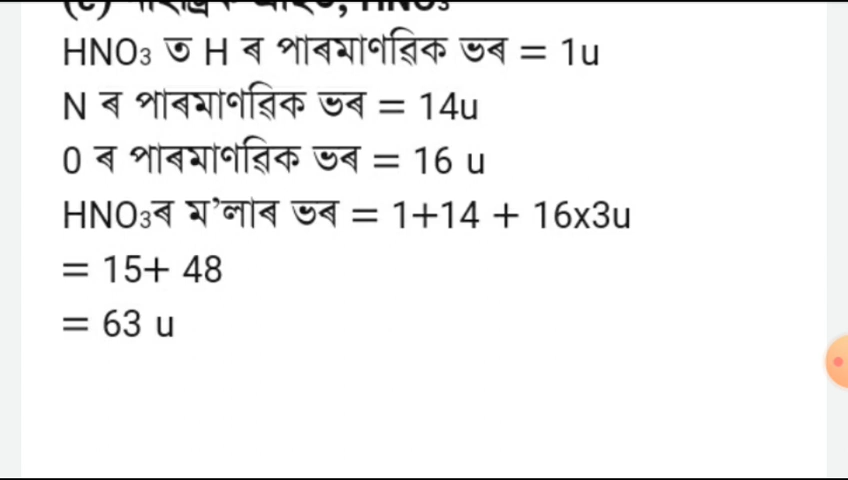 HNO₃ ত H ৰ পাৰমাণৱিক ভৰ = 1u
N ৰ পাৰমাণৱিক ভৰ = 14u
0 ৰ পাৰমাণৱিক ভৰ = 16 u
HNO₃ৰ ম’লাৰ ভৰ = 1+14 + 16x3u
= 15+ 48
= 63 u